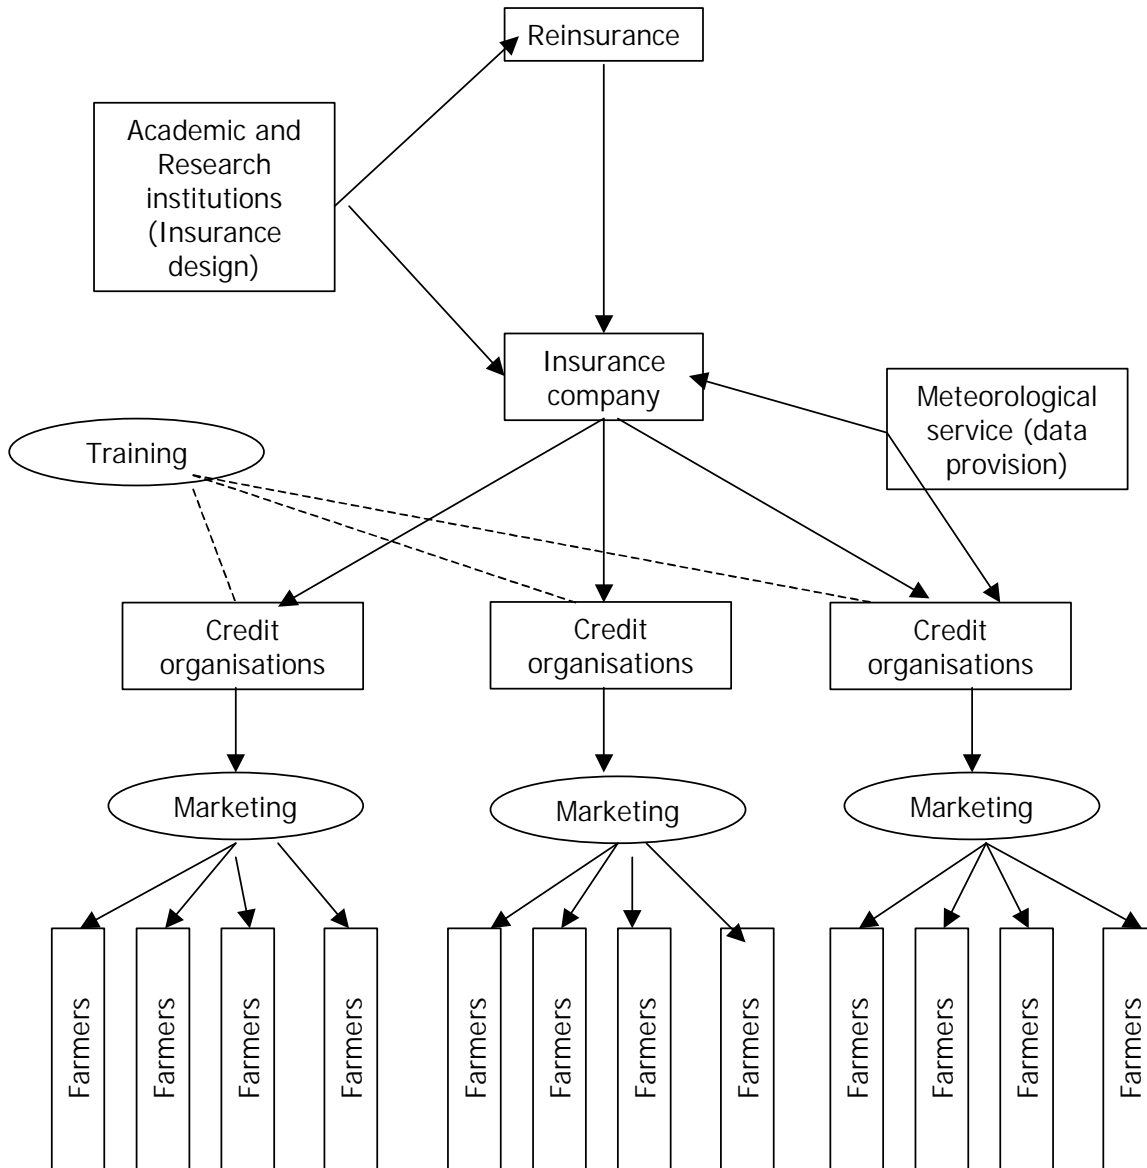 Reinsurance
Academic and
Research
institutions
(Insurance
design)
Insurance
company
Meteorological
service (data
provision)
Training
Credit
organisations
Credit
organisations
Credit
organisations
Marketing
Marketing
Marketing
Farmers
Farmers
Farmers
Farmers
Farmers
Farmers
Farmers
Farmers
Farmers
Farmers
Farmers
Farmers